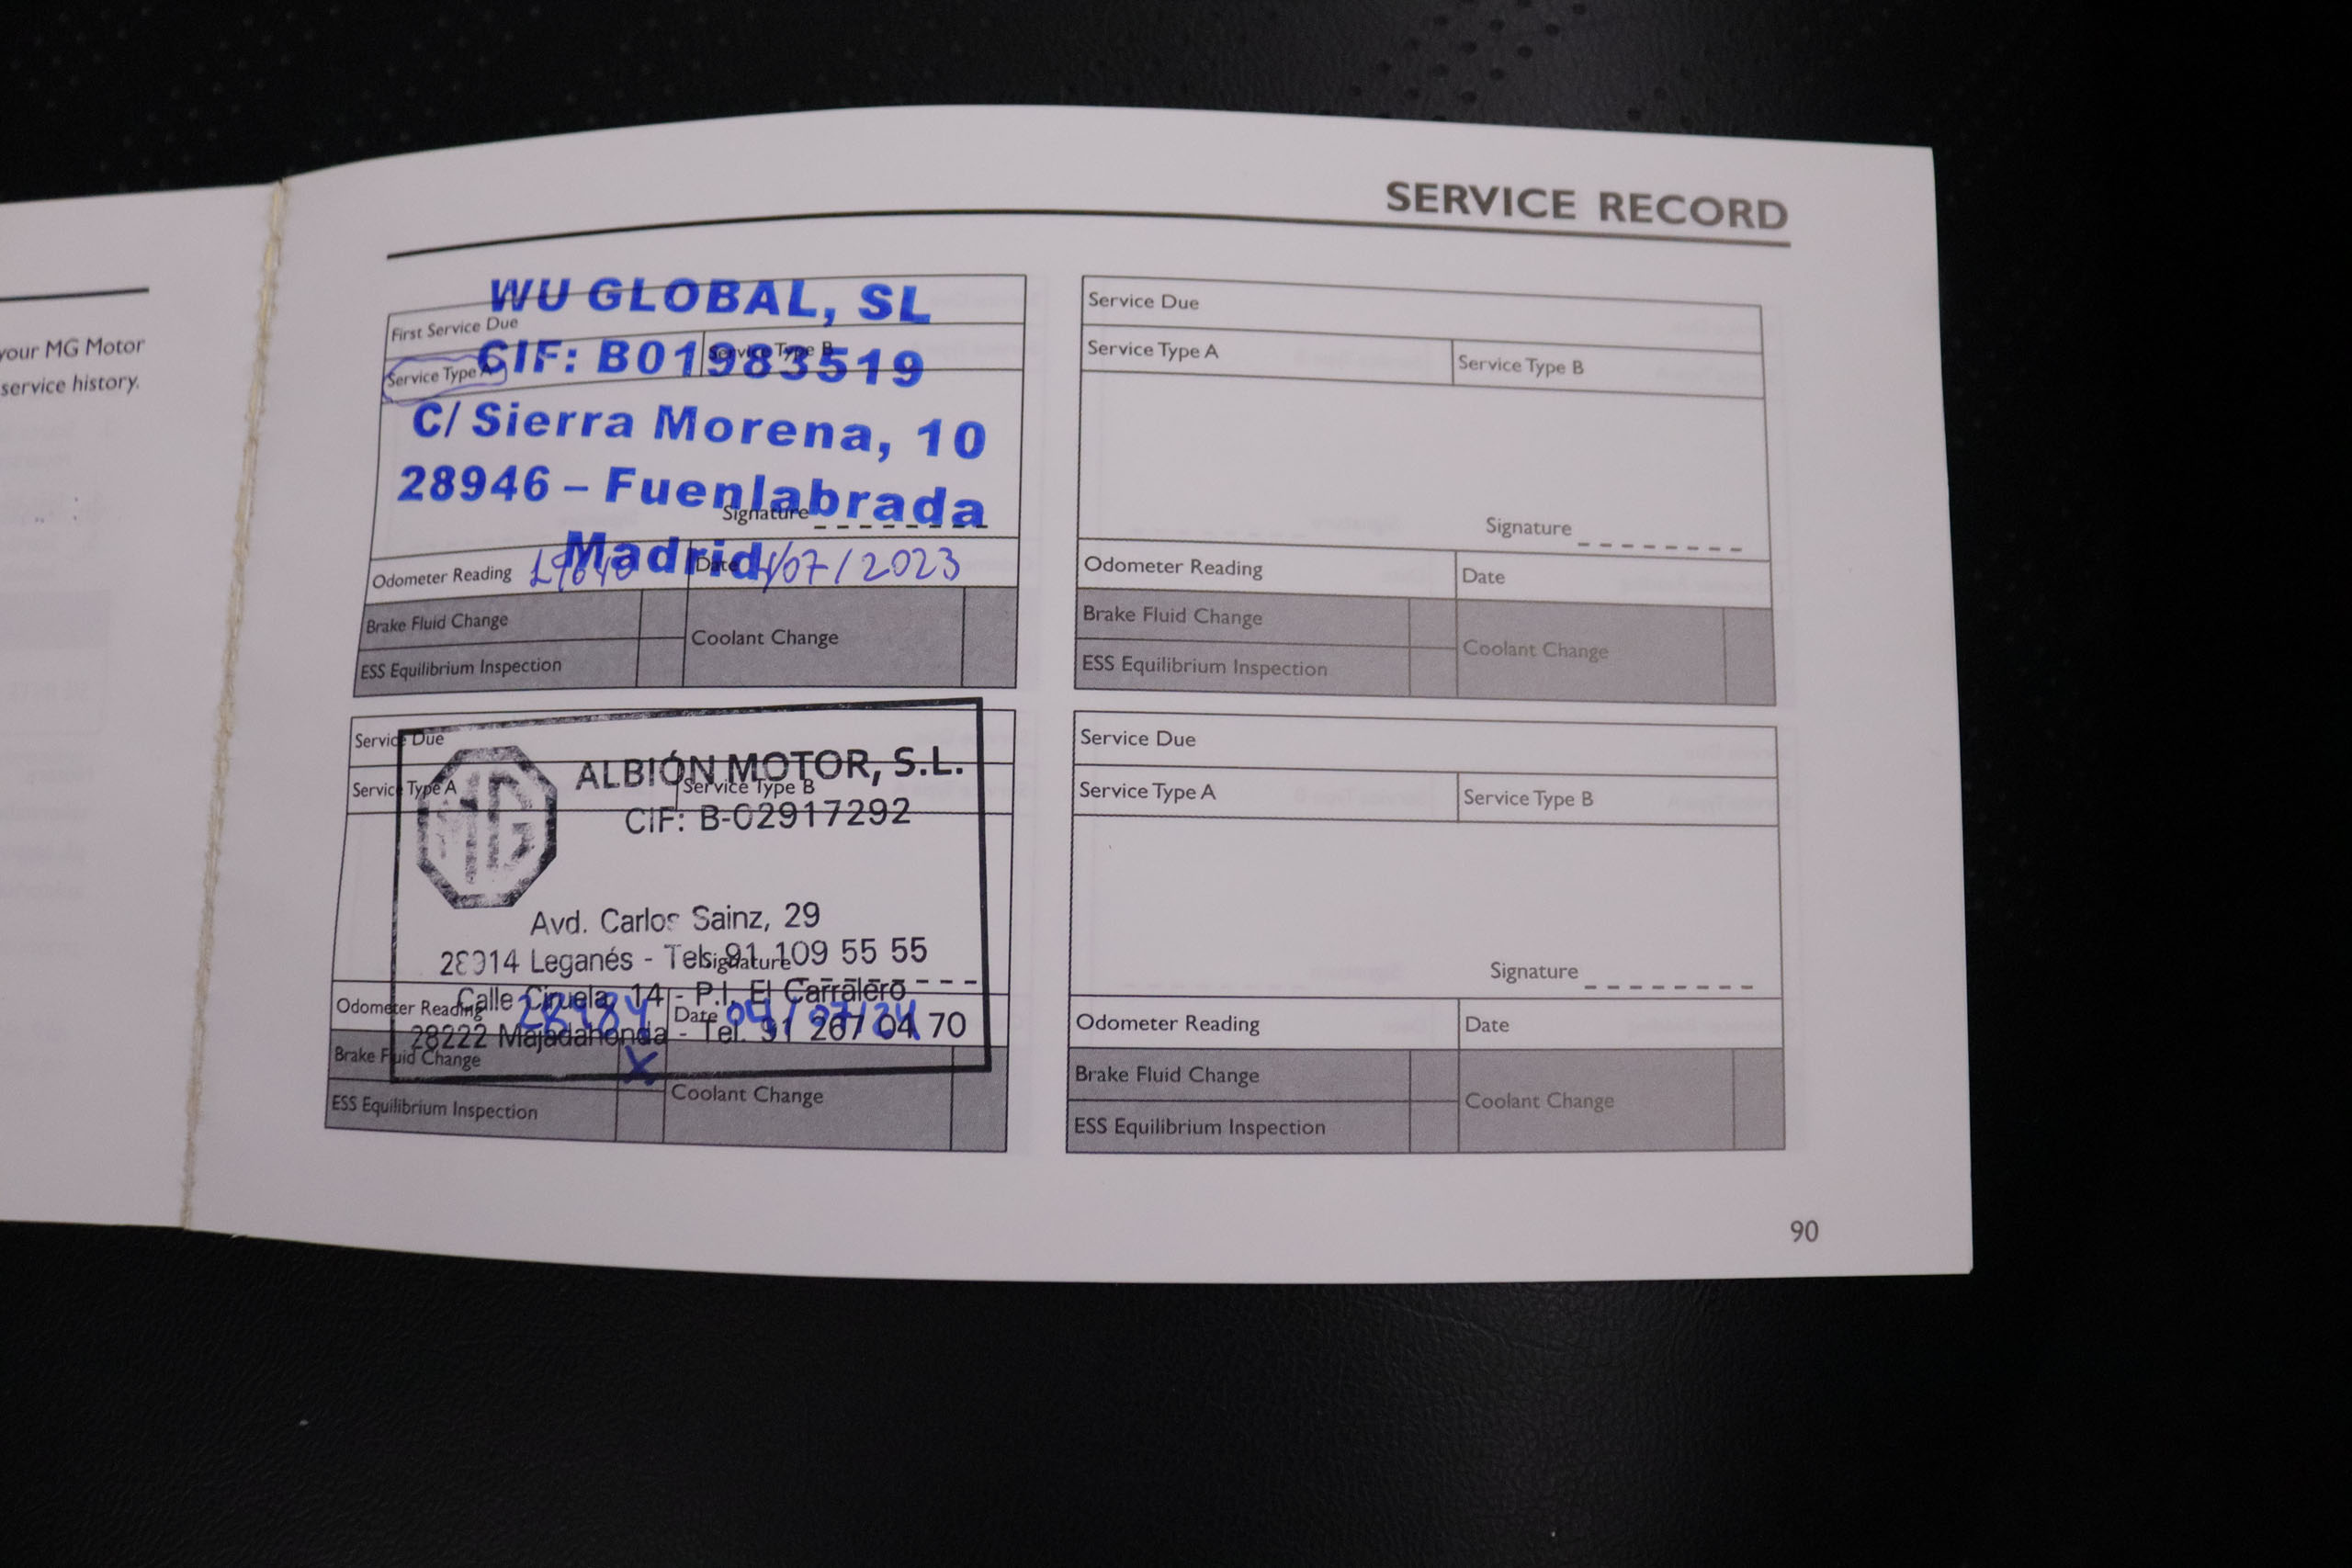 your MG Motor
service history.
SERVICE RECORD
First Service Due
Service Type A
Service Type B
WU GLOBAL, SL
CIF: B01983519
C/ Sierra Morena, 10
28946 – Fuenlabrada
Madrid
Signature
Odometer Reading
Date /07/2023
Brake Fluid Change
Coolant Change
ESS Equilibrium Inspection
Service Due
Service Type A
Service Type B
MG
ALBIÓN MOTOR, S.L.
CIF: B-02917292
Avd. Carlos Sainz, 29
28914 Leganés - Tel. 91 109 55 55
Signature
Calle Ciruela, 14 - P.I. El Carralero
28222 Majadahonda - Tel. 91 267 04 70
Odometer Reading 28484
Date 04/07/24
Brake Fluid Change X
Coolant Change
ESS Equilibrium Inspection
Service Due
Service Type A
Service Type B
Signature
Odometer Reading
Date
Brake Fluid Change
Coolant Change
ESS Equilibrium Inspection
Service Due
Service Type A
Service Type B
Signature
Odometer Reading
Date
Brake Fluid Change
Coolant Change
ESS Equilibrium Inspection
90